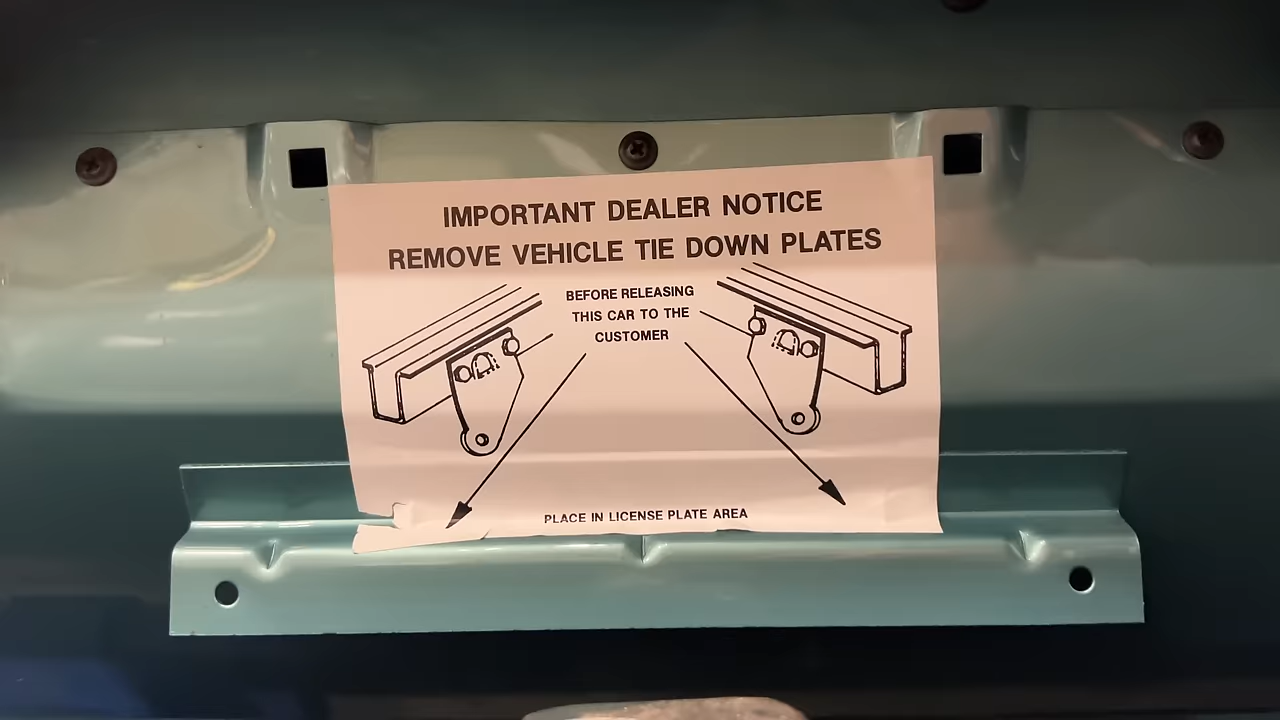 IMPORTANT DEALER NOTICE
REMOVE VEHICLE TIE DOWN PLATES
BEFORE RELEASING
THIS CAR TO THE
CUSTOMER
PLACE IN LICENSE PLATE AREA